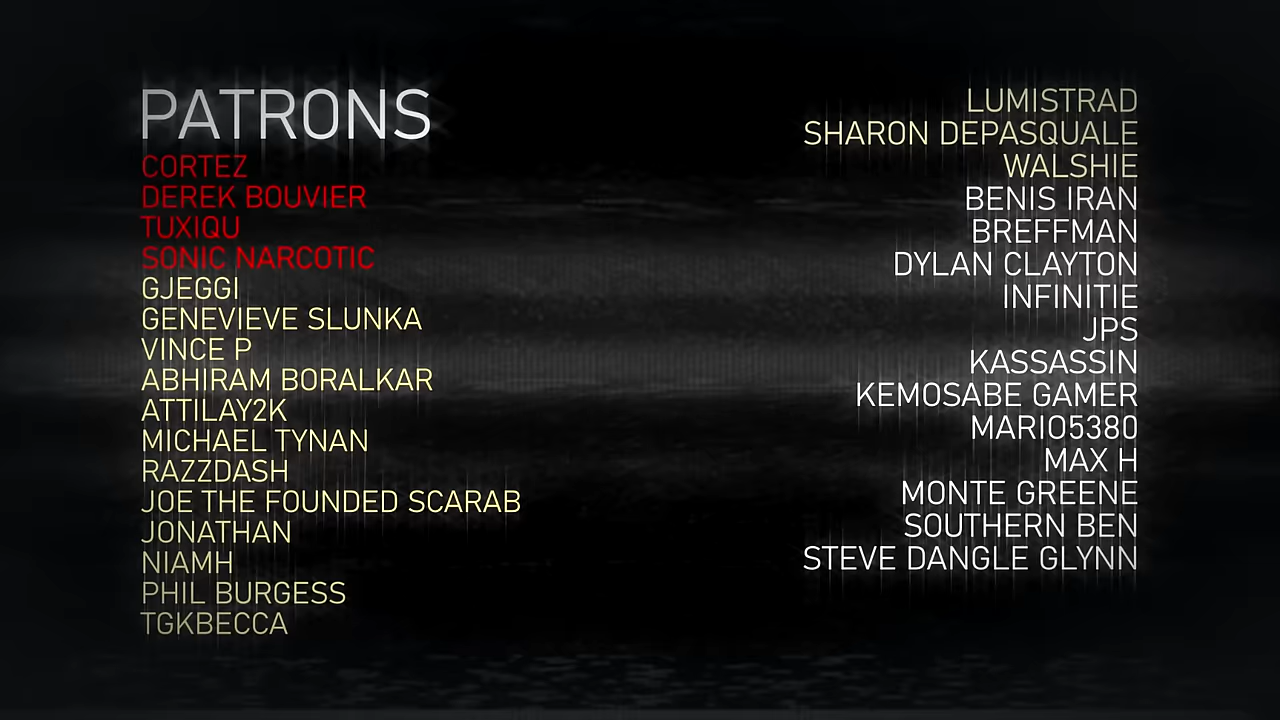 PATRONS
CORTEZ
DEREK BOUVIER
TUXIQU
SONIC NARCOTIC
GJEGGI
GENEVIEVE SLUNKA
VINCE P
ABHIRAM BORALKAR
ATTILAY2K
MICHAEL TYNAN
RAZZDASH
JOE THE FOUNDED SCARAB
JONATHAN
NIAMH
PHIL BURGESS
TGKBECCA
LUMISTRAD
SHARON DEPASQUALE
WALSHIE
BENIS IRAN
BREFFMAN
DYLAN CLAYTON
INFINITIE
JPS
KASSASSIN
KEMOSABE GAMER
MARIO5380
MAX H
MONTE GREENE
SOUTHERN BEN
STEVE DANGLE GLYNN